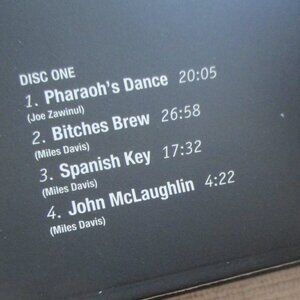 DISC ONE
1. Pharaoh's Dance 20:05
(Joe Zawinul)
2. Bitches Brew 26:58
(Miles Davis)
3. Spanish Key 17:32
(Miles Davis)
4. John McLaughlin 4:22
(Miles Davis)